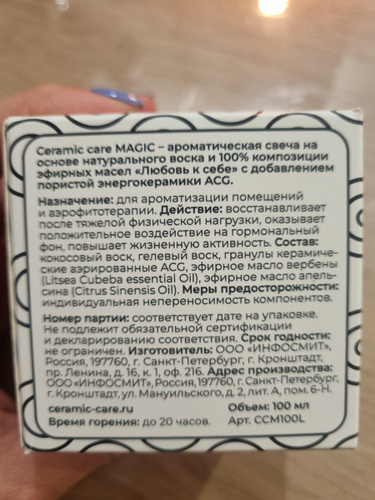 Ceramic care MAGIC – ароматическая свеча на
основе натурального воска и 100% композиции
эфирных масел «Любовь к себе» с добавлением
пористой энергокерамики ACG.
Назначение: для ароматизации помещений
и аэрофитотерапии. Действие: восстанавливает
после тяжелой физической нагрузки, оказывает
положительное воздействие на гормональный
фон, повышает жизненную активность. Состав:
кокосовый воск, гелевый воск, гранулы керамиче-
ские аэрированные ACG, эфирное масло вербены
(Litsea Cubeba essential Oil), эфирное масло апель-
сина (Citrus Sinensis Oil). Меры предосторожности:
индивидуальная непереносимость компонентов.
Номер партии: соответствует дате на упаковке.
Не подлежит обязательной сертификации
и декларированию соответствия. Срок годности:
не ограничен. Изготовитель: ООО «ИНФОСМИТ»,
Россия, 197760, г. Санкт-Петербург, г. Кронштадт,
пр. Ленина, д. 16, к. 1, оф. 216. Адрес производства:
ООО «ИНФОСМИТ», Россия, 197760, г. Санкт-Петербург,
г. Кронштадт, ул. Мануильского, д. 2, лит А, пом. 6-Н.
ceramic-care.ru Объем: 100 мл
Время горения: до 20 часов. Арт. CCM100L